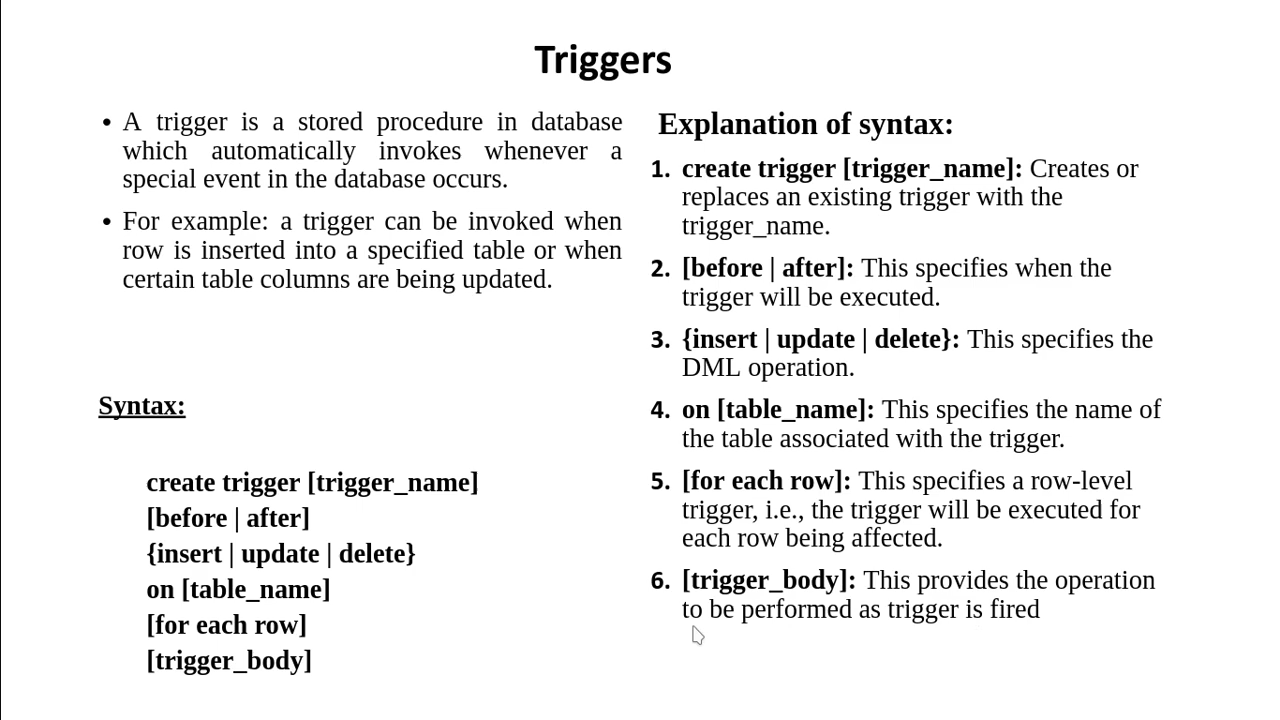 Triggers
• A trigger is a stored procedure in database
which automatically invokes whenever a
special event in the database occurs.
• For example: a trigger can be invoked when
row is inserted into a specified table or when
certain table columns are being updated.
Syntax:
create trigger [trigger_name]
[before | after]
{insert | update | delete}
on [table_name]
[for each row]
[trigger_body]
Explanation of syntax:
1. create trigger [trigger_name]: Creates or
replaces an existing trigger with the
trigger_name.
2. [before | after]: This specifies when the
trigger will be executed.
3. {insert | update | delete}: This specifies the
DML operation.
4. on [table_name]: This specifies the name of
the table associated with the trigger.
5. [for each row]: This specifies a row-level
trigger, i.e., the trigger will be executed for
each row being affected.
6. [trigger_body]: This provides the operation
to be performed as trigger is fired